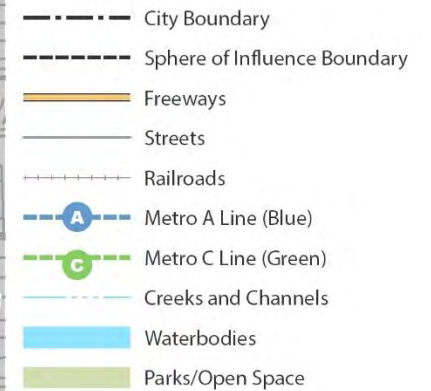 City Boundary
Sphere of Influence Boundary
Freeways
Streets
Railroads
A Metro A Line (Blue)
C Metro C Line (Green)
Creeks and Channels
Waterbodies
Parks/Open Space